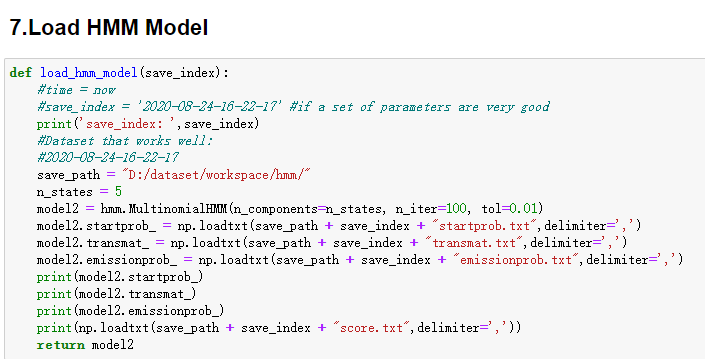 7.Load HMM Model
def load_hmm_model(save_index):
    #time = now
    #save_index = '2020-08-24-16-22-17' #if a set of parameters are very good
    print('save_index: ',save_index)
    #Dataset that works well:
    #2020-08-24-16-22-17
    save_path = "D:/dataset/workspace/hmm/"
    n_states = 5
    model2 = hmm.MultinomialHMM(n_components=n_states, n_iter=100, tol=0.01)
    model2.startprob_ = np.loadtxt(save_path + save_index + "startprob.txt",delimiter=',')
    model2.transmat_ = np.loadtxt(save_path + save_index + "transmat.txt",delimiter=',')
    model2.emissionprob_ = np.loadtxt(save_path + save_index + "emissionprob.txt",delimiter=',')
    print(model2.startprob_)
    print(model2.transmat_)
    print(model2.emissionprob_)
    print(np.loadtxt(save_path + save_index + "score.txt",delimiter=','))
    return model2